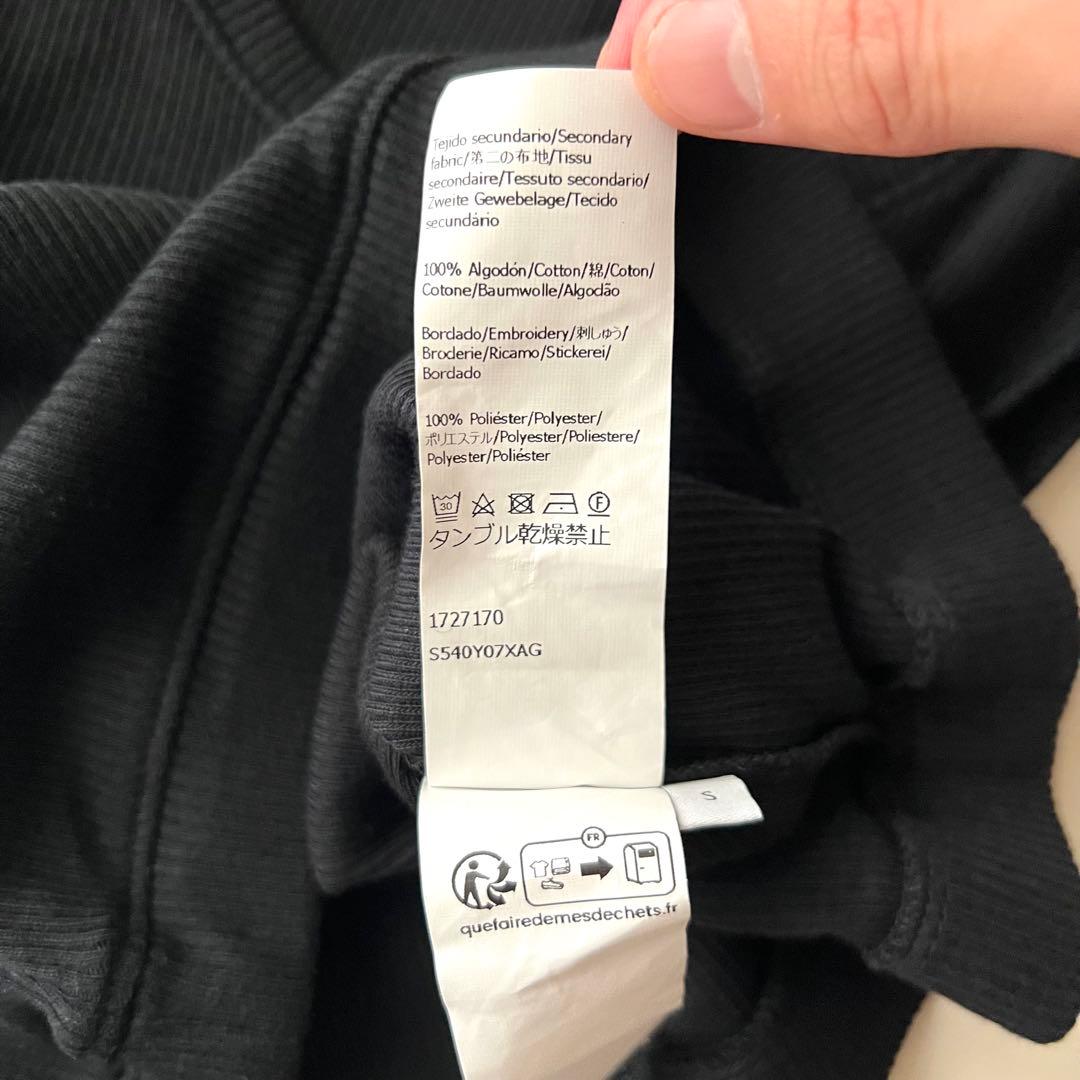 Tejido secundario/Secondary
fabric/第二の布地/Tissu
secondaire/Tessuto secondario/
Zweite Gewebelage/Tecido
secundário
100% Algodón/Cotton/綿/Coton/
Cotone/Baumwolle/Algodão
Bordado/Embroidery/刺しゅう/
Broderie/Ricamo/Stickerei/
Bordado
100% Poliéster/Polyester/
ポリエステル/Polyester/Poliestere/
Polyester/Poliéster
30 F
タンブル乾燥禁止
1727170
S540Y07XAG
S
FR
quefairedemesdechets.fr